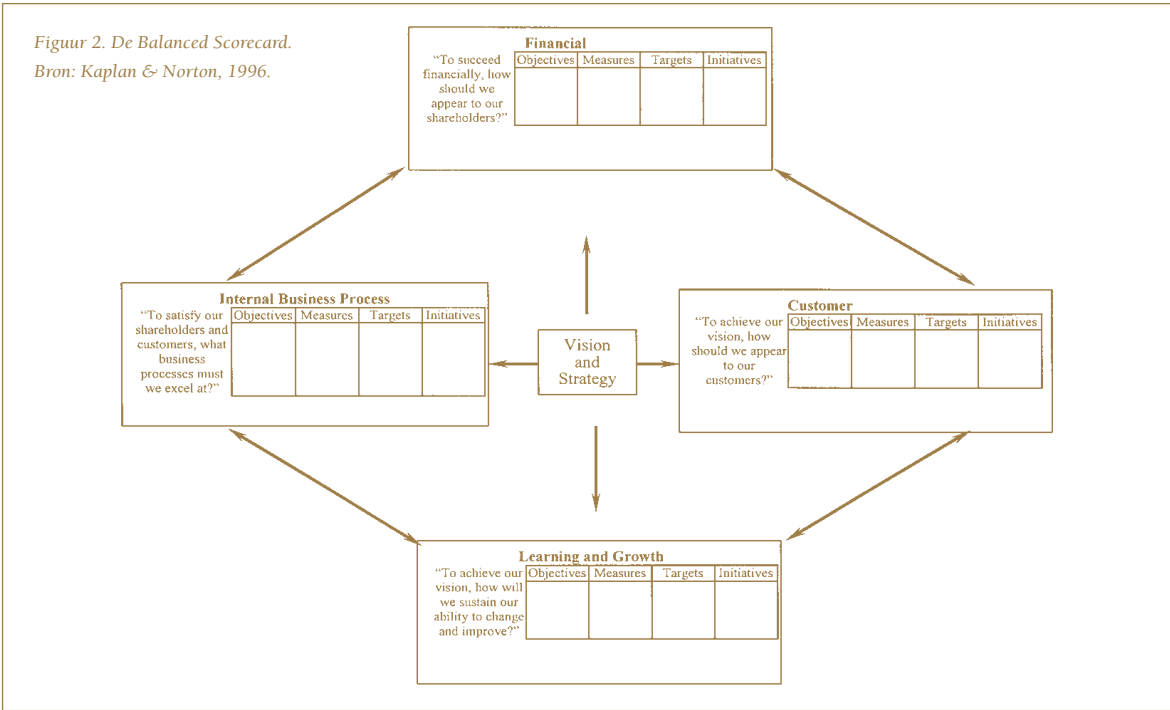 Figuur 2. De Balanced Scorecard.
Bron: Kaplan & Norton, 1996.
Financial
“To succeed
financially, how
should we
appear to our
shareholders?”
Objectives Measures Targets Initiatives
Internal Business Process
“To satisfy our
shareholders and
customers, what
business
processes must
we excel at?”
Objectives Measures Targets Initiatives
Vision
and
Strategy
Customer
“To achieve our
vision, how
should we appear
to our
customers?”
Objectives Measures Targets Initiatives
Learning and Growth
“To achieve our
vision, how will
we sustain our
ability to change
and improve?”
Objectives Measures Targets Initiatives